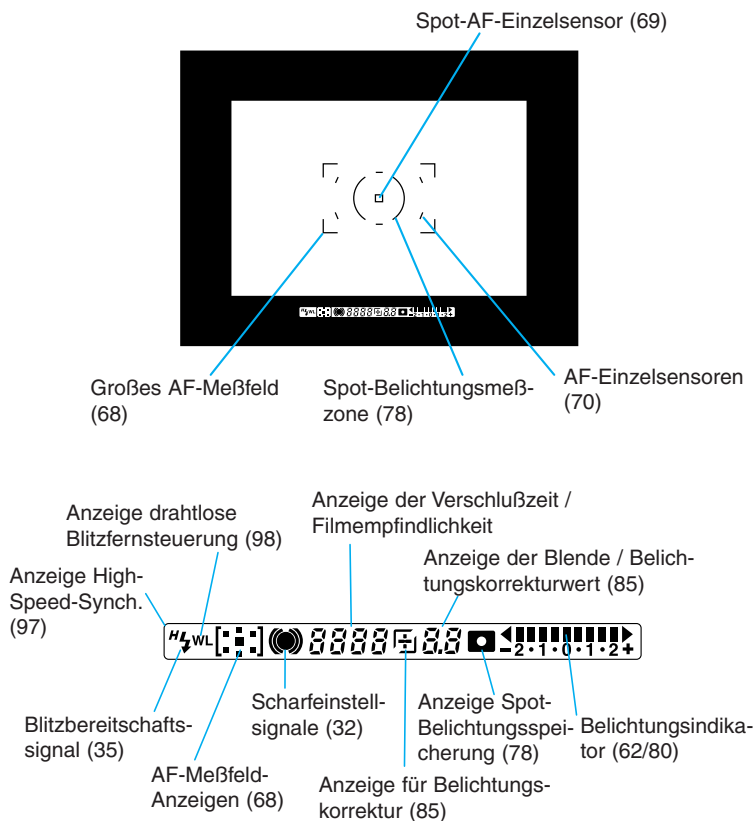 Spot-AF-Einzelsensor (69)
Großes AF-Meßfeld
(68)
Spot-Belichtungsmeß-
zone (78)
AF-Einzelsensoren
(70)
Anzeige der Verschlußzeit /
Filmempfindlichkeit
Anzeige drahtlose
Blitzfernsteuerung (98)
Anzeige der Blende / Belich-
tungskorrekturwert (85)
Anzeige High-
Speed-Synch.
(97)
H WL 8888 8.8 -2·1·0·1·2+
Blitzbereitschafts-
signal (35)
Scharfeinstell-
signale (32)
Anzeige Spot-
Belichtungsspei-
cherung (78)
Belichtungsindika-
tor (62/80)
AF-Meßfeld-
Anzeigen (68)
Anzeige für Belichtungs-
korrektur (85)